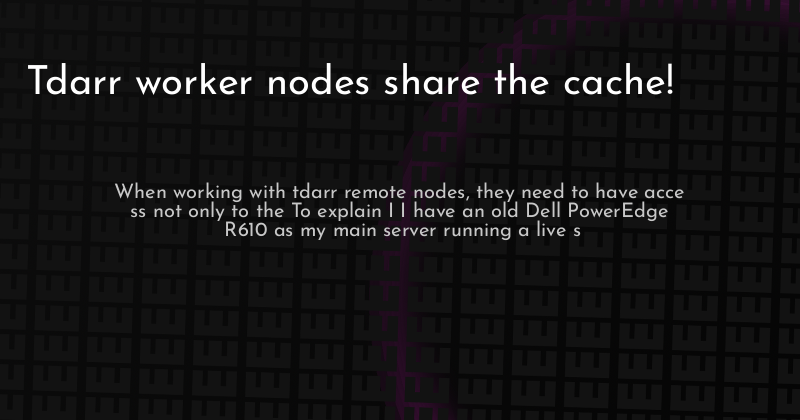 Tdarr worker nodes share the cache!
When working with tdarr remote nodes, they need to have acce
ss not only to the To explain I I have an old Dell PowerEdge
R610 as my main server running a live s